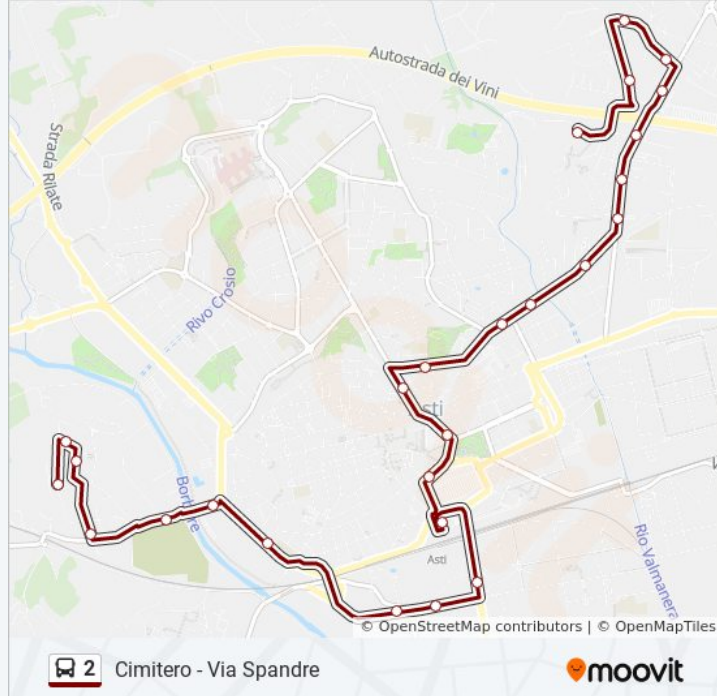 Autostrada dei Vini
Strada Rilate
Rivo Crosio
Asti
Borbore
Asti
Rio Valmanera
© OpenStreetMap contributors | © OpenMapTiles
2 Cimitero - Via Spandre
moovit